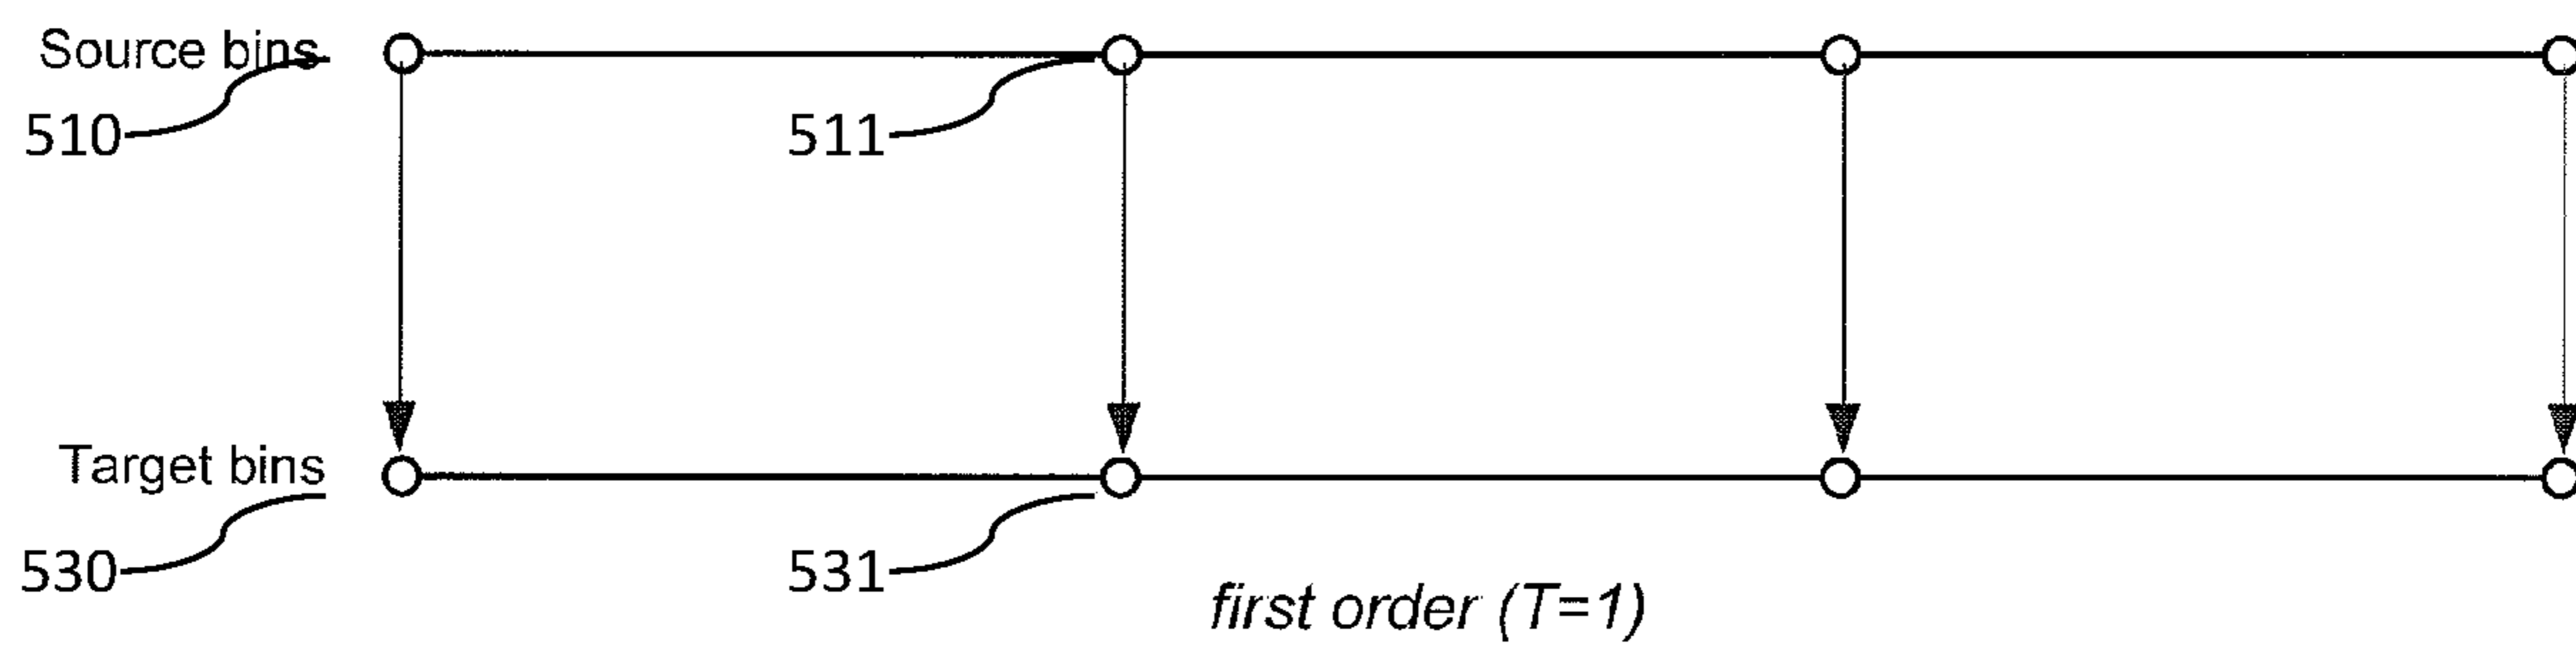 Source bins
510
511
Target bins
530
531
first order (T=1)